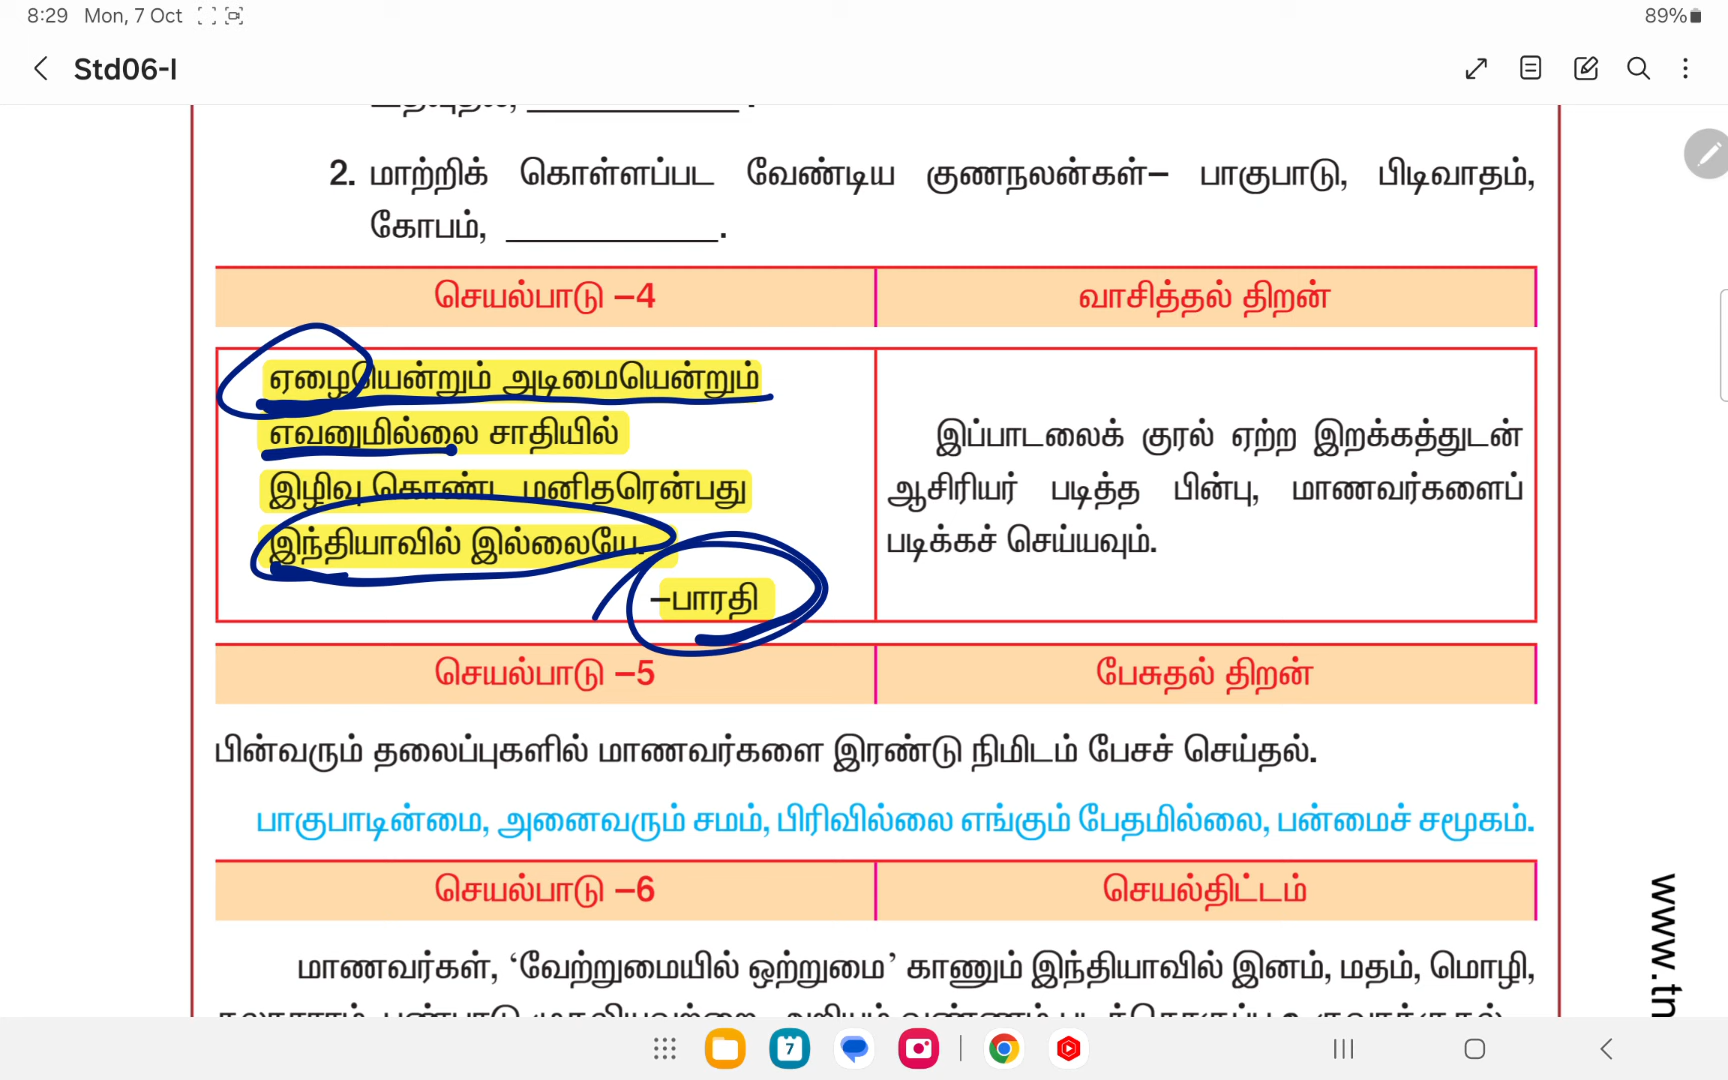 8:29 Mon, 7 Oct
89%
Std06-I
2. மாற்றிக் கொள்ளப்பட வேண்டிய குணநலன்கள்– பாகுபாடு, பிடிவாதம்,
கோபம், ____________.
செயல்பாடு –4
வாசித்தல் திறன்
ஏழையென்றும் அடிமையென்றும்
எவனுமில்லை சாதியில்
இழிவு கொண்ட மனிதரென்பது
இந்தியாவில் இல்லையே.
–பாரதி
இப்பாடலைக் குரல் ஏற்ற இறக்கத்துடன்
ஆசிரியர் படித்த பின்பு, மாணவர்களைப்
படிக்கச் செய்யவும்.
செயல்பாடு –5
பேசுதல் திறன்
பின்வரும் தலைப்புகளில் மாணவர்களை இரண்டு நிமிடம் பேசச் செய்தல்.
பாகுபாடின்மை, அனைவரும் சமம், பிரிவில்லை எங்கும் பேதமில்லை, பன்மைச் சமூகம்.
செயல்பாடு –6
செயல்திட்டம்
மாணவர்கள், ‘வேற்றுமையில் ஒற்றுமை’ காணும் இந்தியாவில் இனம், மதம், மொழி,
www.tn
7